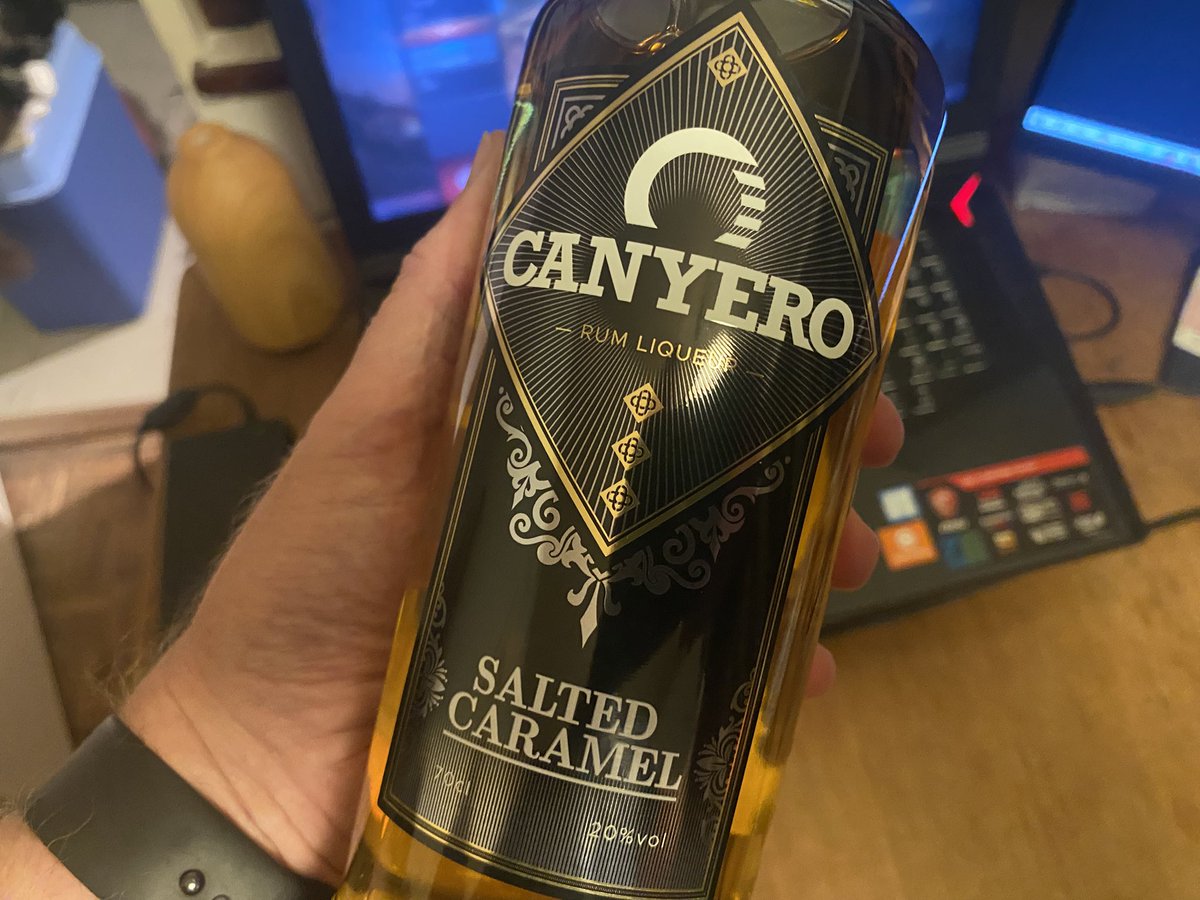 CANYERO
— RUM LIQUEUR —
SALTED
CARAMEL
70cl
20%vol